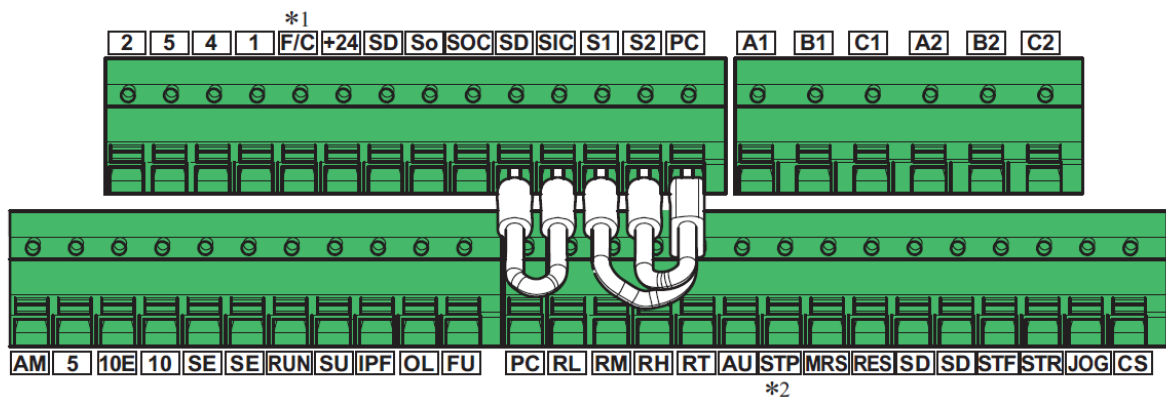 *1
2 5 4 1 F/C +24 SD So SOC SD SIC S1 S2 PC A1 B1 C1 A2 B2 C2
AM 5 10E 10 SE SE RUN SU IPF OL FU PC RL RM RH RT AU STP MRS RES SD SD STF STR JOG CS
*2